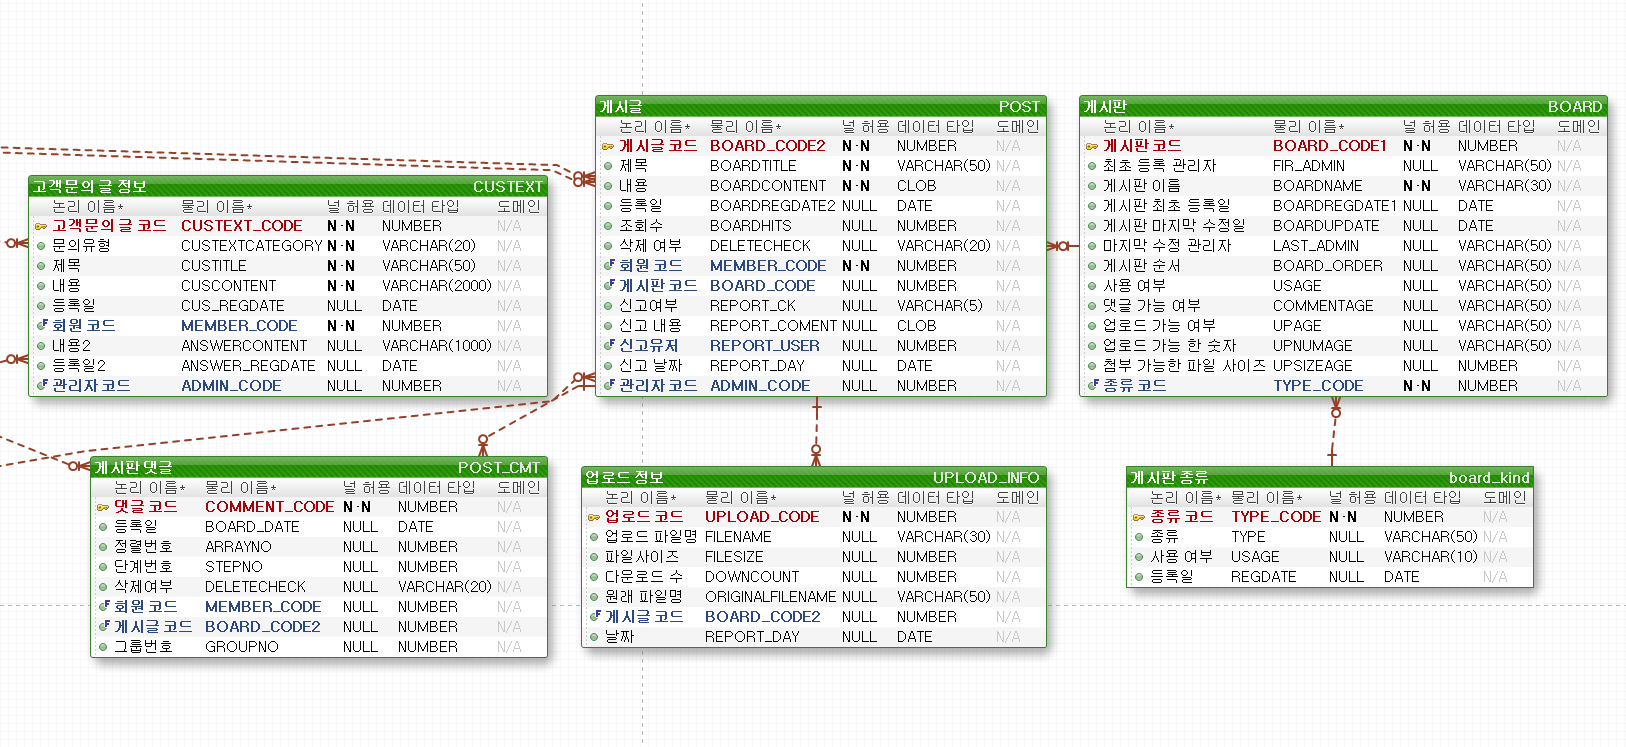 고객문의 글 정보 CUSTEXT
논리 이름* 물리 이름* 널 허용 데이터 타입 도메인
고객문의 글 코드 CUSTEXT_CODE N·N NUMBER N/A
문의유형 CUSTEXTCATEGORY N·N VARCHAR(20) N/A
제목 CUSTITLE N·N VARCHAR(50) N/A
내용 CUSCONTENT N·N VARCHAR(2000) N/A
등록일 CUS_REGDATE NULL DATE N/A
회원 코드 MEMBER_CODE N·N NUMBER N/A
내용2 ANSWERCONTENT NULL VARCHAR(1000) N/A
등록일2 ANSWER_REGDATE NULL DATE N/A
관리자 코드 ADMIN_CODE NULL NUMBER N/A
게시글 POST
논리 이름* 물리 이름* 널 허용 데이터 타입 도메인
게시글 코드 BOARD_CODE2 N·N NUMBER N/A
제목 BOARDTITLE N·N VARCHAR(50) N/A
내용 BOARDCONTENT N·N CLOB N/A
등록일 BOARDREGDATE2 NULL DATE N/A
조회수 BOARDHITS NULL NUMBER N/A
삭제 여부 DELETECHECK NULL VARCHAR(20) N/A
회원 코드 MEMBER_CODE N·N NUMBER N/A
게시판 코드 BOARD_CODE NULL NUMBER N/A
신고여부 REPORT_CK NULL VARCHAR(5) N/A
신고 내용 REPORT_COMENT NULL CLOB N/A
신고유저 REPORT_USER NULL NUMBER N/A
신고 날짜 REPORT_DAY NULL DATE N/A
관리자 코드 ADMIN_CODE NULL NUMBER N/A
게시판 BOARD
논리 이름* 물리 이름* 널 허용 데이터 타입 도메인
게시판 코드 BOARD_CODE1 N·N NUMBER N/A
최초 등록 관리자 FIR_ADMIN NULL VARCHAR(50) N/A
게시판 이름 BOARDNAME N·N VARCHAR(30) N/A
게시판 최초 등록일 BOARDREGDATE1 NULL DATE N/A
게시판 마지막 수정일 BOARDUPDATE NULL DATE N/A
마지막 수정 관리자 LAST_ADMIN NULL VARCHAR(50) N/A
게시판 순서 BOARD_ORDER NULL VARCHAR(50) N/A
사용 여부 USAGE NULL VARCHAR(50) N/A
댓글 가능 여부 COMMENTAGE NULL VARCHAR(50) N/A
업로드 가능 여부 UPAGE NULL VARCHAR(50) N/A
업로드 가능 한 숫자 UPNUMAGE NULL VARCHAR(50) N/A
첨부 가능한 파일 사이즈 UPSIZEAGE NULL NUMBER N/A
종류 코드 TYPE_CODE N·N NUMBER N/A
게시판 댓글 POST_CMT
논리 이름* 물리 이름* 널 허용 데이터 타입 도메인
댓글 코드 COMMENT_CODE N·N NUMBER N/A
등록일 BOARD_DATE NULL DATE N/A
정렬번호 ARRAYNO NULL NUMBER N/A
단계번호 STEPNO NULL NUMBER N/A
삭제여부 DELETECHECK NULL VARCHAR(20) N/A
회원 코드 MEMBER_CODE NULL NUMBER N/A
게시글 코드 BOARD_CODE2 NULL NUMBER N/A
그룹번호 GROUPNO NULL NUMBER N/A
업로드 정보 UPLOAD_INFO
논리 이름* 물리 이름* 널 허용 데이터 타입 도메인
업로드 코드 UPLOAD_CODE N·N NUMBER N/A
업로드 파일명 FILENAME NULL VARCHAR(30) N/A
파일사이즈 FILESIZE NULL NUMBER N/A
다운로드 수 DOWNCOUNT NULL NUMBER N/A
원래 파일명 ORIGINALFILENAME NULL VARCHAR(50) N/A
게시글 코드 BOARD_CODE2 NULL NUMBER N/A
날짜 REPORT_DAY NULL DATE N/A
게시판 종류 board_kind
논리 이름* 물리 이름* 널 허용 데이터 타입 도메인
종류 코드 TYPE_CODE N·N NUMBER N/A
종류 TYPE NULL VARCHAR(50) N/A
사용 여부 USAGE NULL VARCHAR(10) N/A
등록일 REGDATE NULL DATE N/A